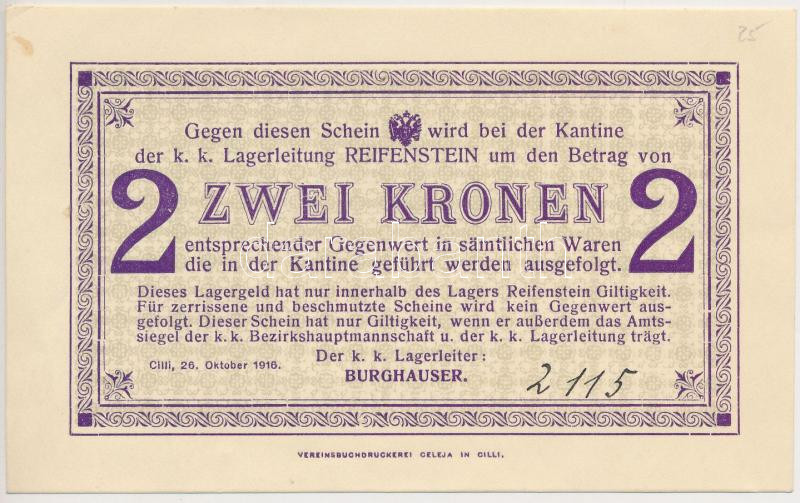 25
Gegen diesen Schein wird bei der Kantine
der k. k. Lagerleitung REIFENSTEIN um den Betrag von
2 ZWEI KRONEN 2
entsprechender Gegenwert in sämtlichen Waren
die in der Kantine geführt werden ausgefolgt.
Dieses Lagergeld hat nur innerhalb des Lagers Reifenstein Giltigkeit.
Für zerrissene und beschmutzte Scheine wird kein Gegenwert aus-
gefolgt. Dieser Schein hat nur Giltigkeit, wenn er außerdem das Amts-
siegel der k. k. Bezirkshauptmannschaft u. der k. k. Lagerleitung trägt.
Der k. k. Lagerleiter:
Cilli, 26. Oktober 1916.
BURGHAUSER.
2115
VEREINSBUCHDRUCKEREI CELEJA IN CILLI.